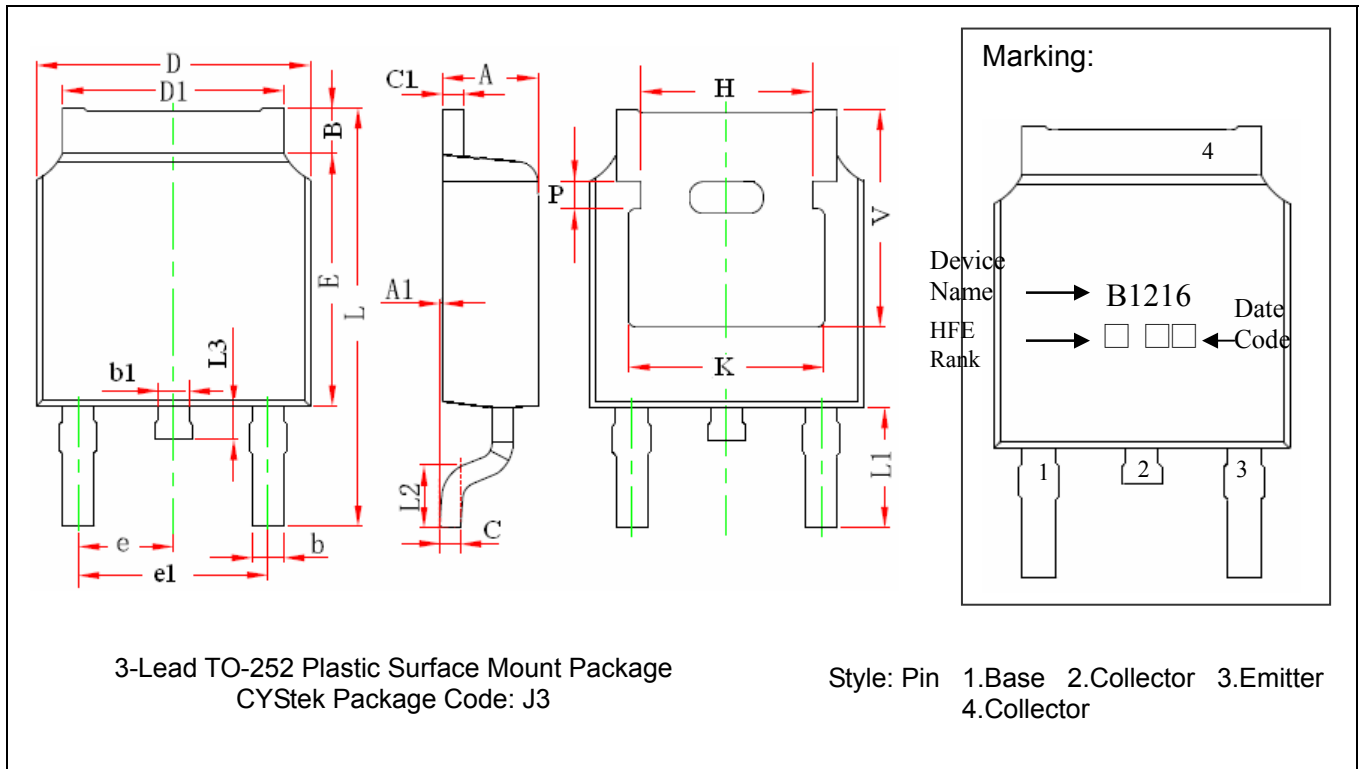 D
D1
B
E
L
L3
b1
e
e1
b
C1
A
A1
L2
C
H
P
V
K
L1
Marking:
4
Device
Name
B1216
HFE
Rank
Date
Code
1
2
3
3-Lead TO-252 Plastic Surface Mount Package
CYStek Package Code: J3
Style: Pin 1.Base 2.Collector 3.Emitter
4.Collector